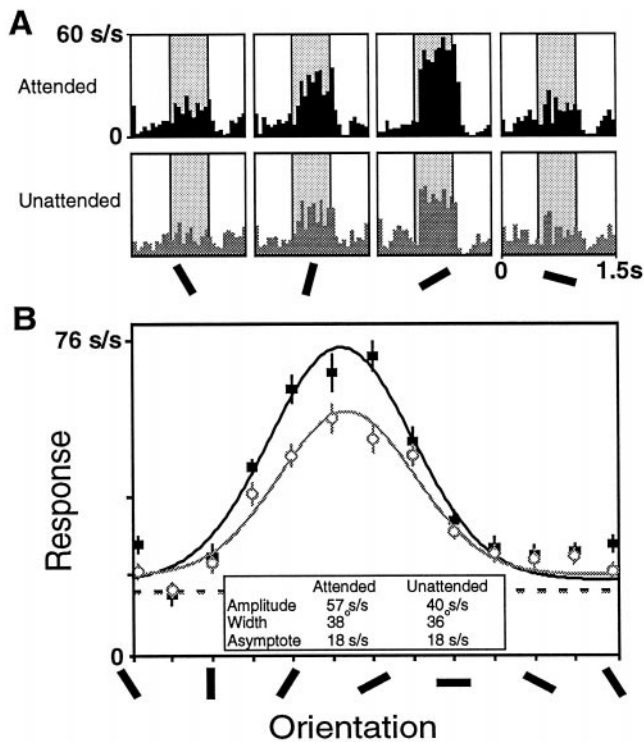 A
60 s/s
Attended
0
Unattended
0 1.5s
B
76 s/s
Response
Attended Unattended
Amplitude 57 s/s 40 s/s
Width 38° 36°
Asymptote 18 s/s 18 s/s
0
Orientation